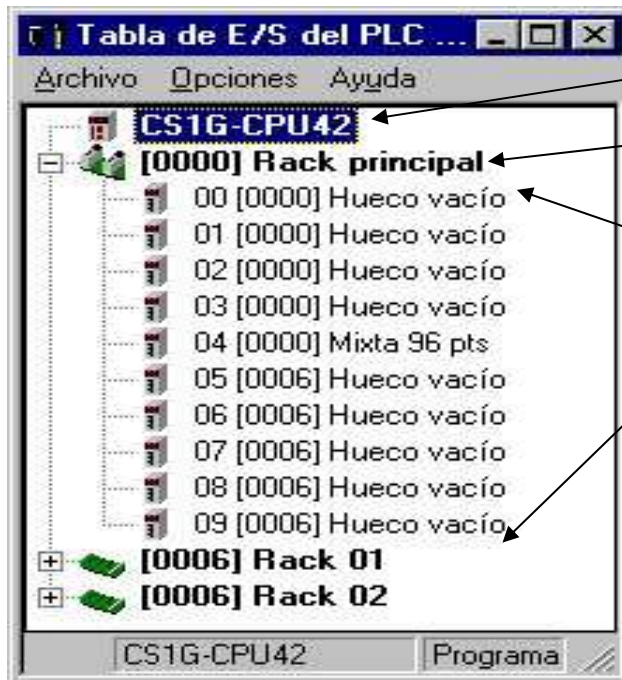 Tabla de E/S del PLC ...
Archivo Opciones Ayuda
CS1G-CPU42
[0000] Rack principal
00 [0000] Hueco vacío
01 [0000] Hueco vacío
02 [0000] Hueco vacío
03 [0000] Hueco vacío
04 [0000] Mixta 96 pts
05 [0006] Hueco vacío
06 [0006] Hueco vacío
07 [0006] Hueco vacío
08 [0006] Hueco vacío
09 [0006] Hueco vacío
[0006] Rack 01
[0006] Rack 02
CS1G-CPU42 Programa